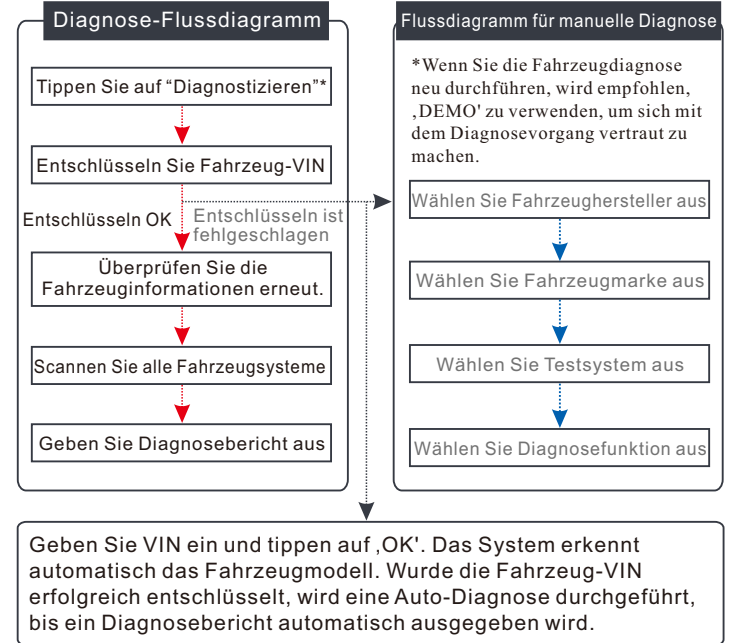 Diagnose-Flussdiagramm
Tippen Sie auf “Diagnostizieren”*
Entschlüsseln Sie Fahrzeug-VIN
Entschlüsseln OK
Entschlüsseln ist
fehlgeschlagen
Überprüfen Sie die
Fahrzeuginformationen erneut.
Scannen Sie alle Fahrzeugsysteme
Geben Sie Diagnosebericht aus
Flussdiagramm für manuelle Diagnose
*Wenn Sie die Fahrzeugdiagnose
neu durchführen, wird empfohlen,
‚DEMO' zu verwenden, um sich mit
dem Diagnosevorgang vertraut zu
machen.
Wählen Sie Fahrzeughersteller aus
Wählen Sie Fahrzeugmarke aus
Wählen Sie Testsystem aus
Wählen Sie Diagnosefunktion aus
Geben Sie VIN ein und tippen auf ‚OK'. Das System erkennt
automatisch das Fahrzeugmodell. Wurde die Fahrzeug-VIN
erfolgreich entschlüsselt, wird eine Auto-Diagnose durchgeführt,
bis ein Diagnosebericht automatisch ausgegeben wird.